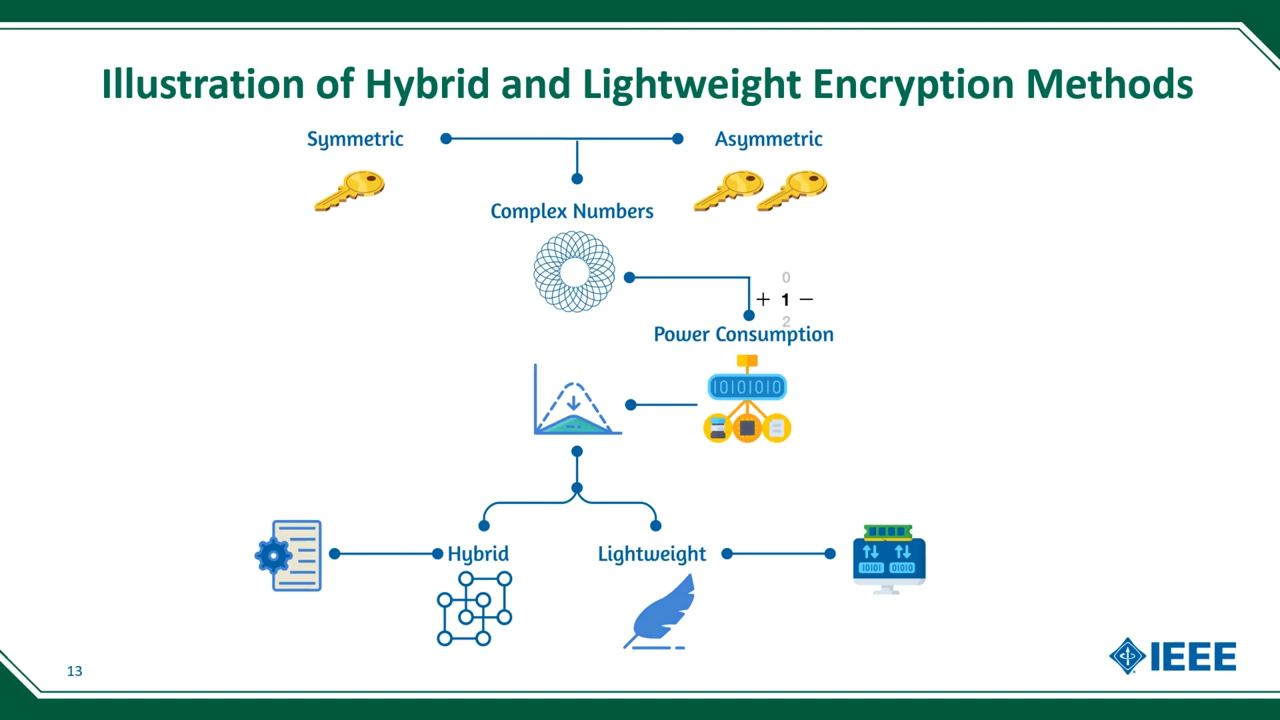 Illustration of Hybrid and Lightweight Encryption Methods
Symmetric
Asymmetric
Complex Numbers
0
+ 1 −
2
Power Consumption
10101010
Hybrid
Lightweight
10101 01010
13
IEEE